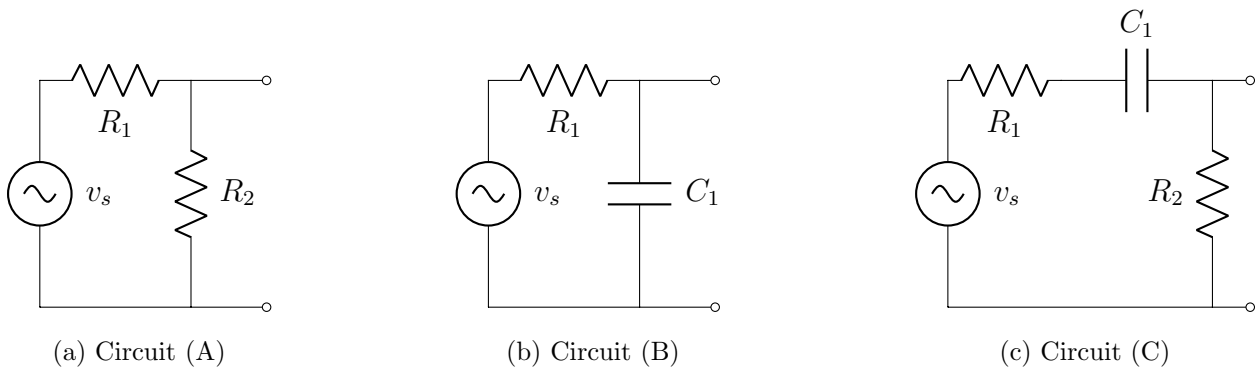 C₁
R₁
R₁
R₁
vₛ
R₂
vₛ
C₁
vₛ
R₂
(a) Circuit (A)
(b) Circuit (B)
(c) Circuit (C)